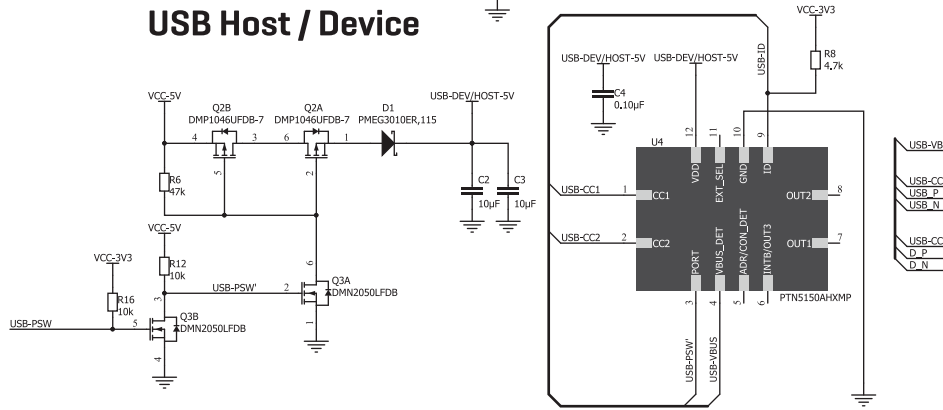 USB Host / Device
VCC-5V
Q2B
DMP1046UFDB-7
Q2A
DMP1046UFDB-7
D1
PMEG3010ER,115
USB-DEV/HOST-5V
4
3
6
1
5
2
R6
47k
C2
10µF
C3
10µF
VCC-5V
R12
10k
VCC-3V3
R16
10k
USB-PSW
USB-PSW'
3
5
4
Q3B
DMN2050LFDB
2
6
1
Q3A
DMN2050LFDB
USB-DEV/HOST-5V
USB-DEV/HOST-5V
C4
0.10µF
USB-ID
VCC-3V3
R8
4.7k
U4
12
11
10
9
VDD
EXT_SEL
GND
ID
USB-CC1
1
CC1
OUT2
8
USB-CC2
2
CC2
OUT1
7
PORT
VBUS_DET
ADR/CON_DET
INTB/OUT3
3
4
5
6
PTN5150AHXMP
USB-PSW'
USB-VBUS
USB-VB
USB-CC
USB_P
USB_N
USB-CC
D_P
D_N